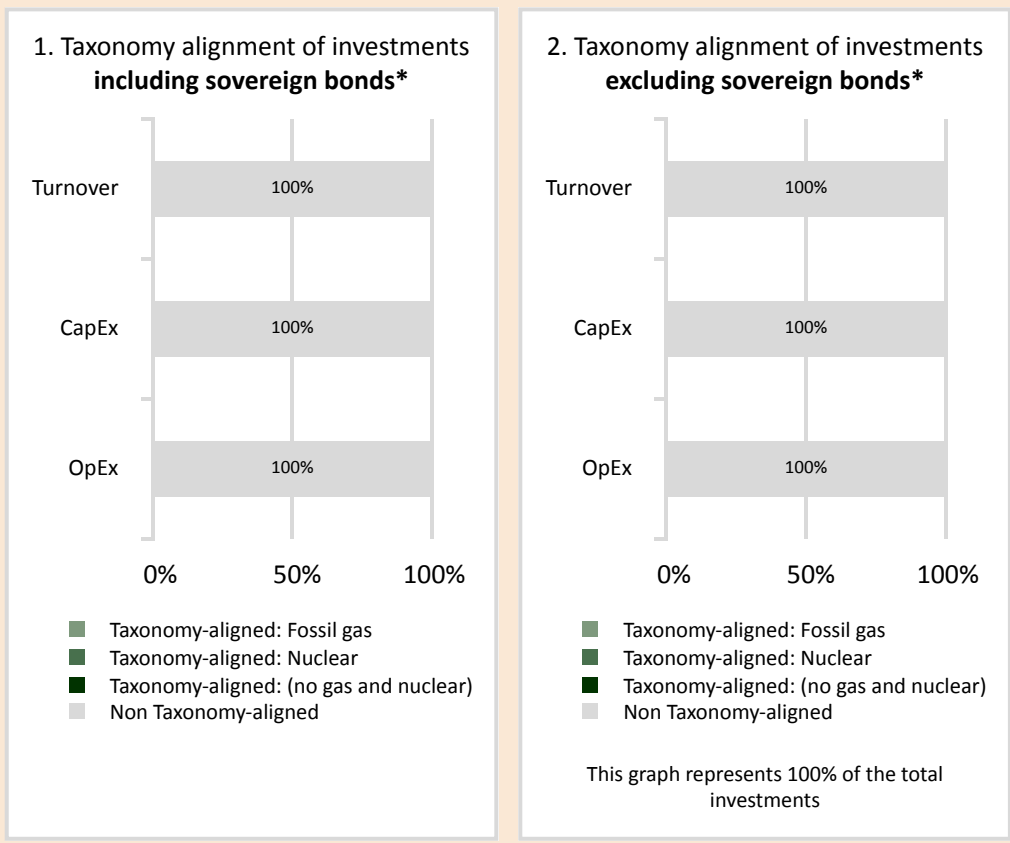 1. Taxonomy alignment of investments
including sovereign bonds*
Turnover
100%
CapEx
100%
OpEx
100%
0% 50% 100%
Taxonomy-aligned: Fossil gas
Taxonomy-aligned: Nuclear
Taxonomy-aligned: (no gas and nuclear)
Non Taxonomy-aligned
2. Taxonomy alignment of investments
excluding sovereign bonds*
Turnover
100%
CapEx
100%
OpEx
100%
0% 50% 100%
Taxonomy-aligned: Fossil gas
Taxonomy-aligned: Nuclear
Taxonomy-aligned: (no gas and nuclear)
Non Taxonomy-aligned
This graph represents 100% of the total
investments